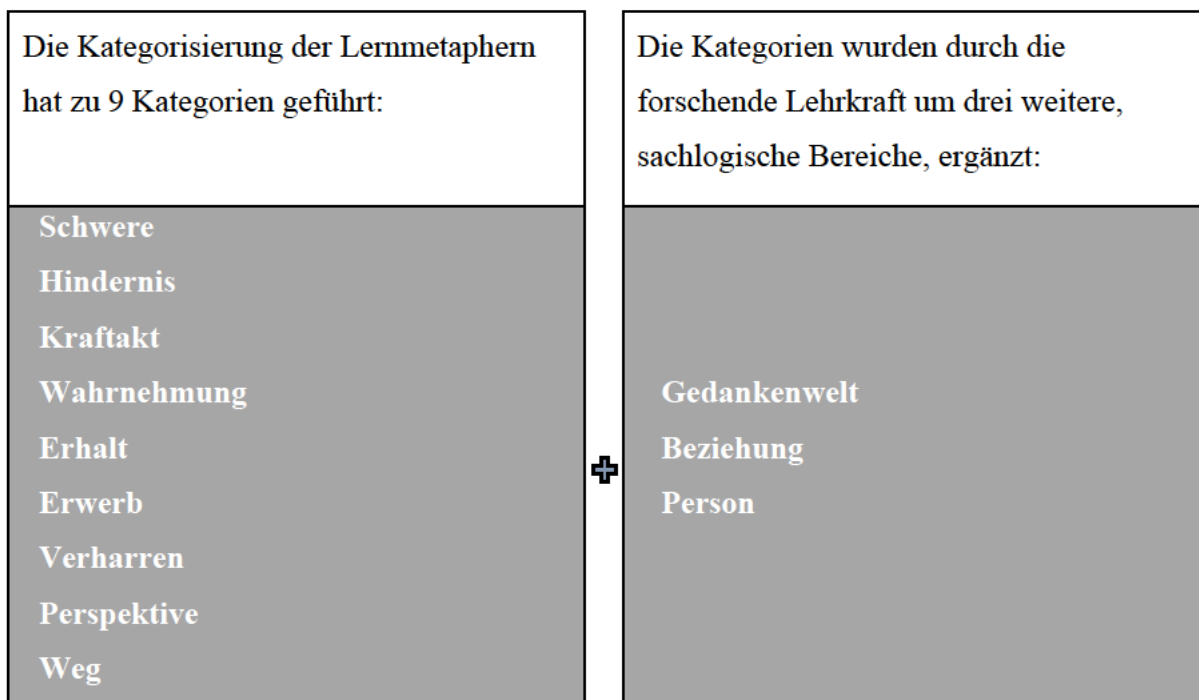 Die Kategorisierung der Lernmetaphern
hat zu 9 Kategorien geführt:
Schwere
Hindernis
Kraftakt
Wahrnehmung
Erhalt
Erwerb
Verharren
Perspektive
Weg
Die Kategorien wurden durch die
forschende Lehrkraft um drei weitere,
sachlogische Bereiche, ergänzt:
Gedankenwelt
Beziehung
Person